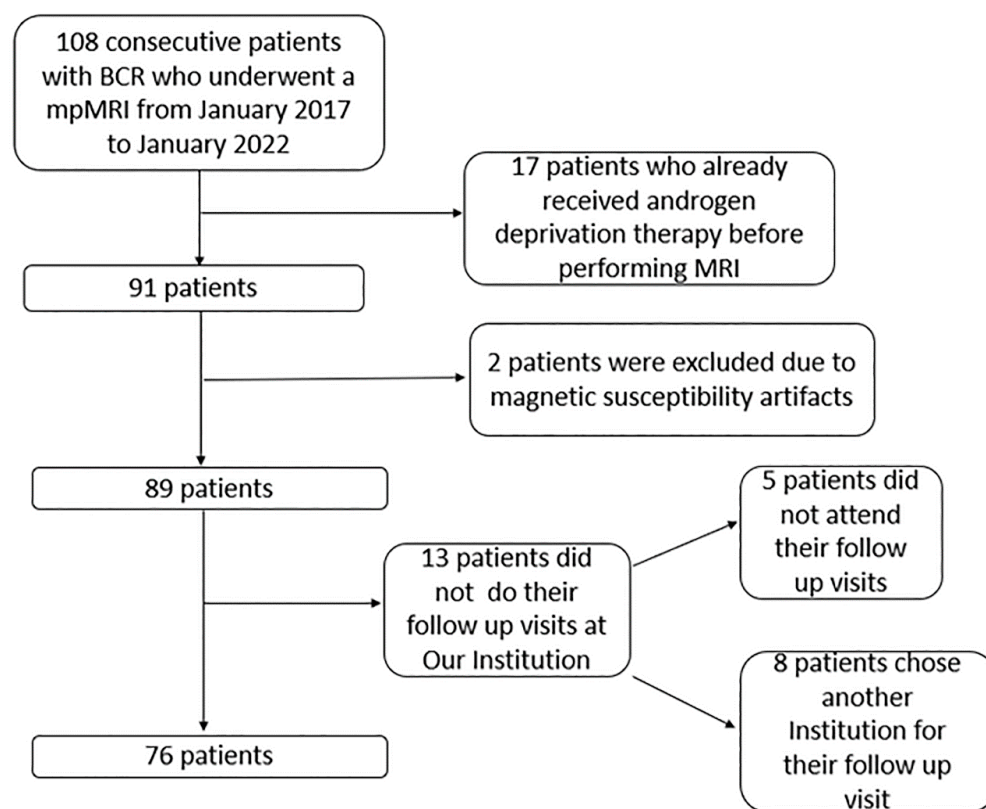 108 consecutive patients
with BCR who underwent a
mpMRI from January 2017
to January 2022
17 patients who already
received androgen
deprivation therapy before
performing MRI
91 patients
2 patients were excluded due to
magnetic susceptibility artifacts
89 patients
13 patients did
not do their
follow up visits at
Our Institution
5 patients did
not attend
their follow
up visits
8 patients chose
another
Institution for
their follow up
visit
76 patients